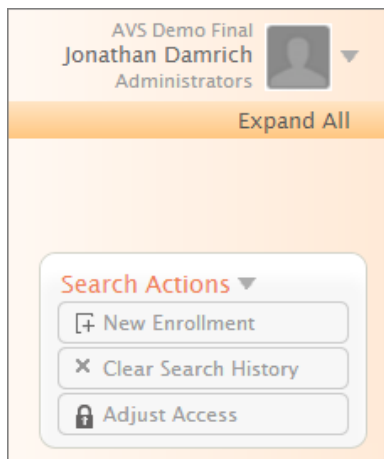 AVS Demo Final
Jonathan Damrich
Administrators
Expand All
Search Actions
New Enrollment
Clear Search History
Adjust Access